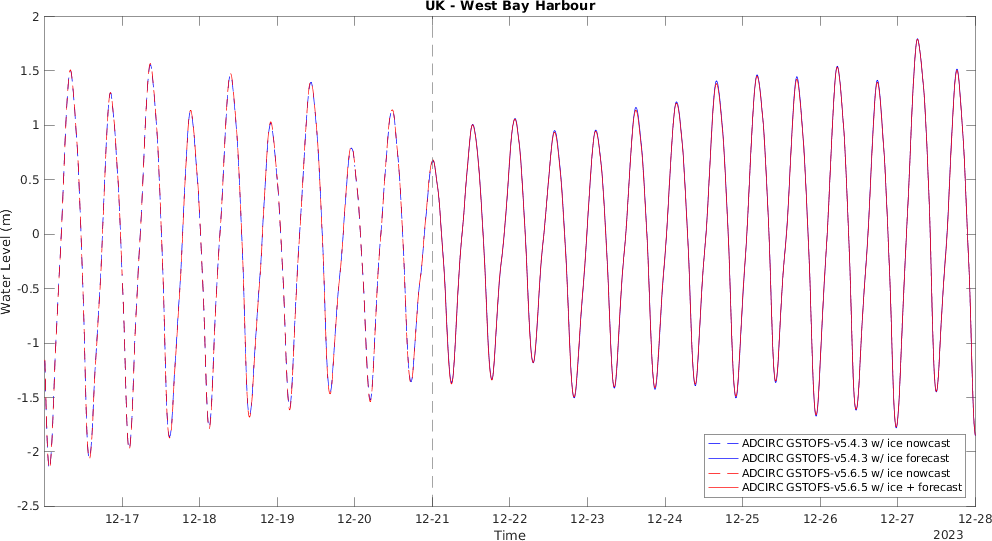 UK - West Bay Harbour
2
1.5
1
0.5
0
-0.5
-1
-1.5
-2
-2.5
Water Level (m)
ADCIRC GSTOFS-v5.4.3 w/ ice nowcast
ADCIRC GSTOFS-v5.4.3 w/ ice forecast
ADCIRC GSTOFS-v5.6.5 w/ ice nowcast
ADCIRC GSTOFS-v5.6.5 w/ ice + forecast
12-17 12-18 12-19 12-20 12-21 12-22 12-23 12-24 12-25 12-26 12-27 12-28
Time
2023